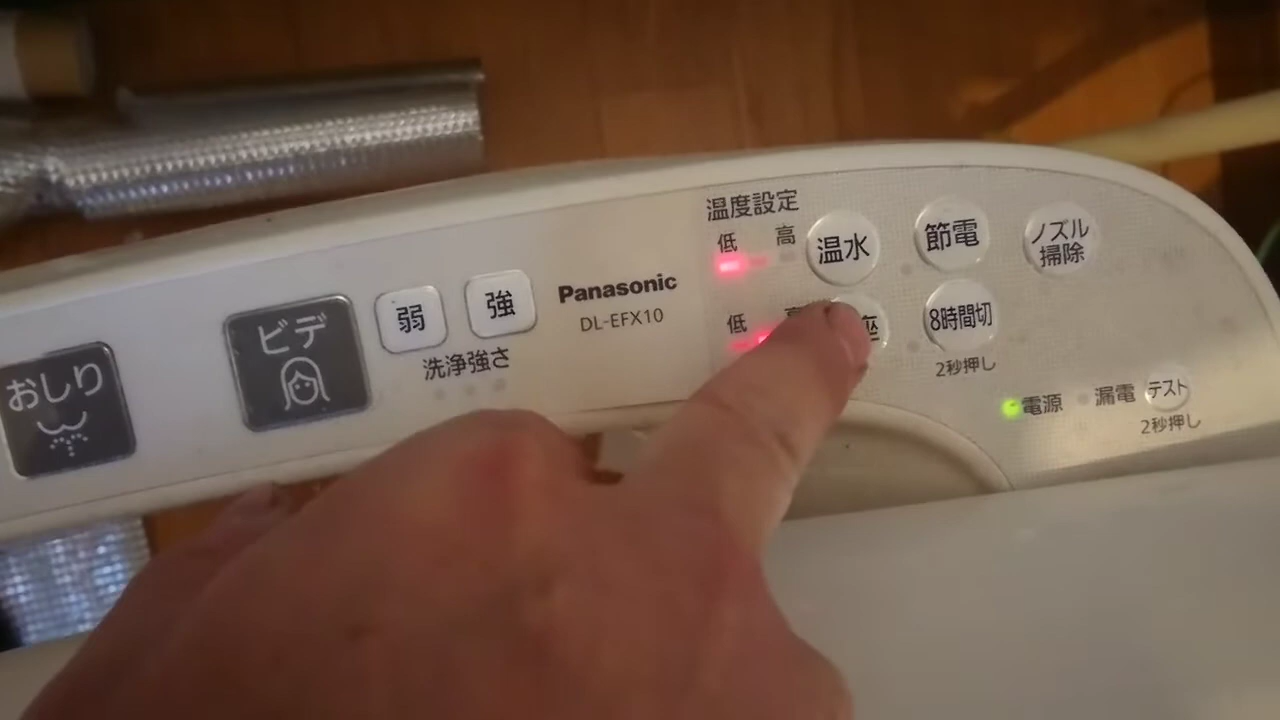 おしり
ビデ
弱
強
洗浄強さ
Panasonic
DL-EFX10
温度設定
低
高
温水
節電
ノズル
掃除
低
高
座
8時間切
2秒押し
電源
漏電
テスト
2秒押し